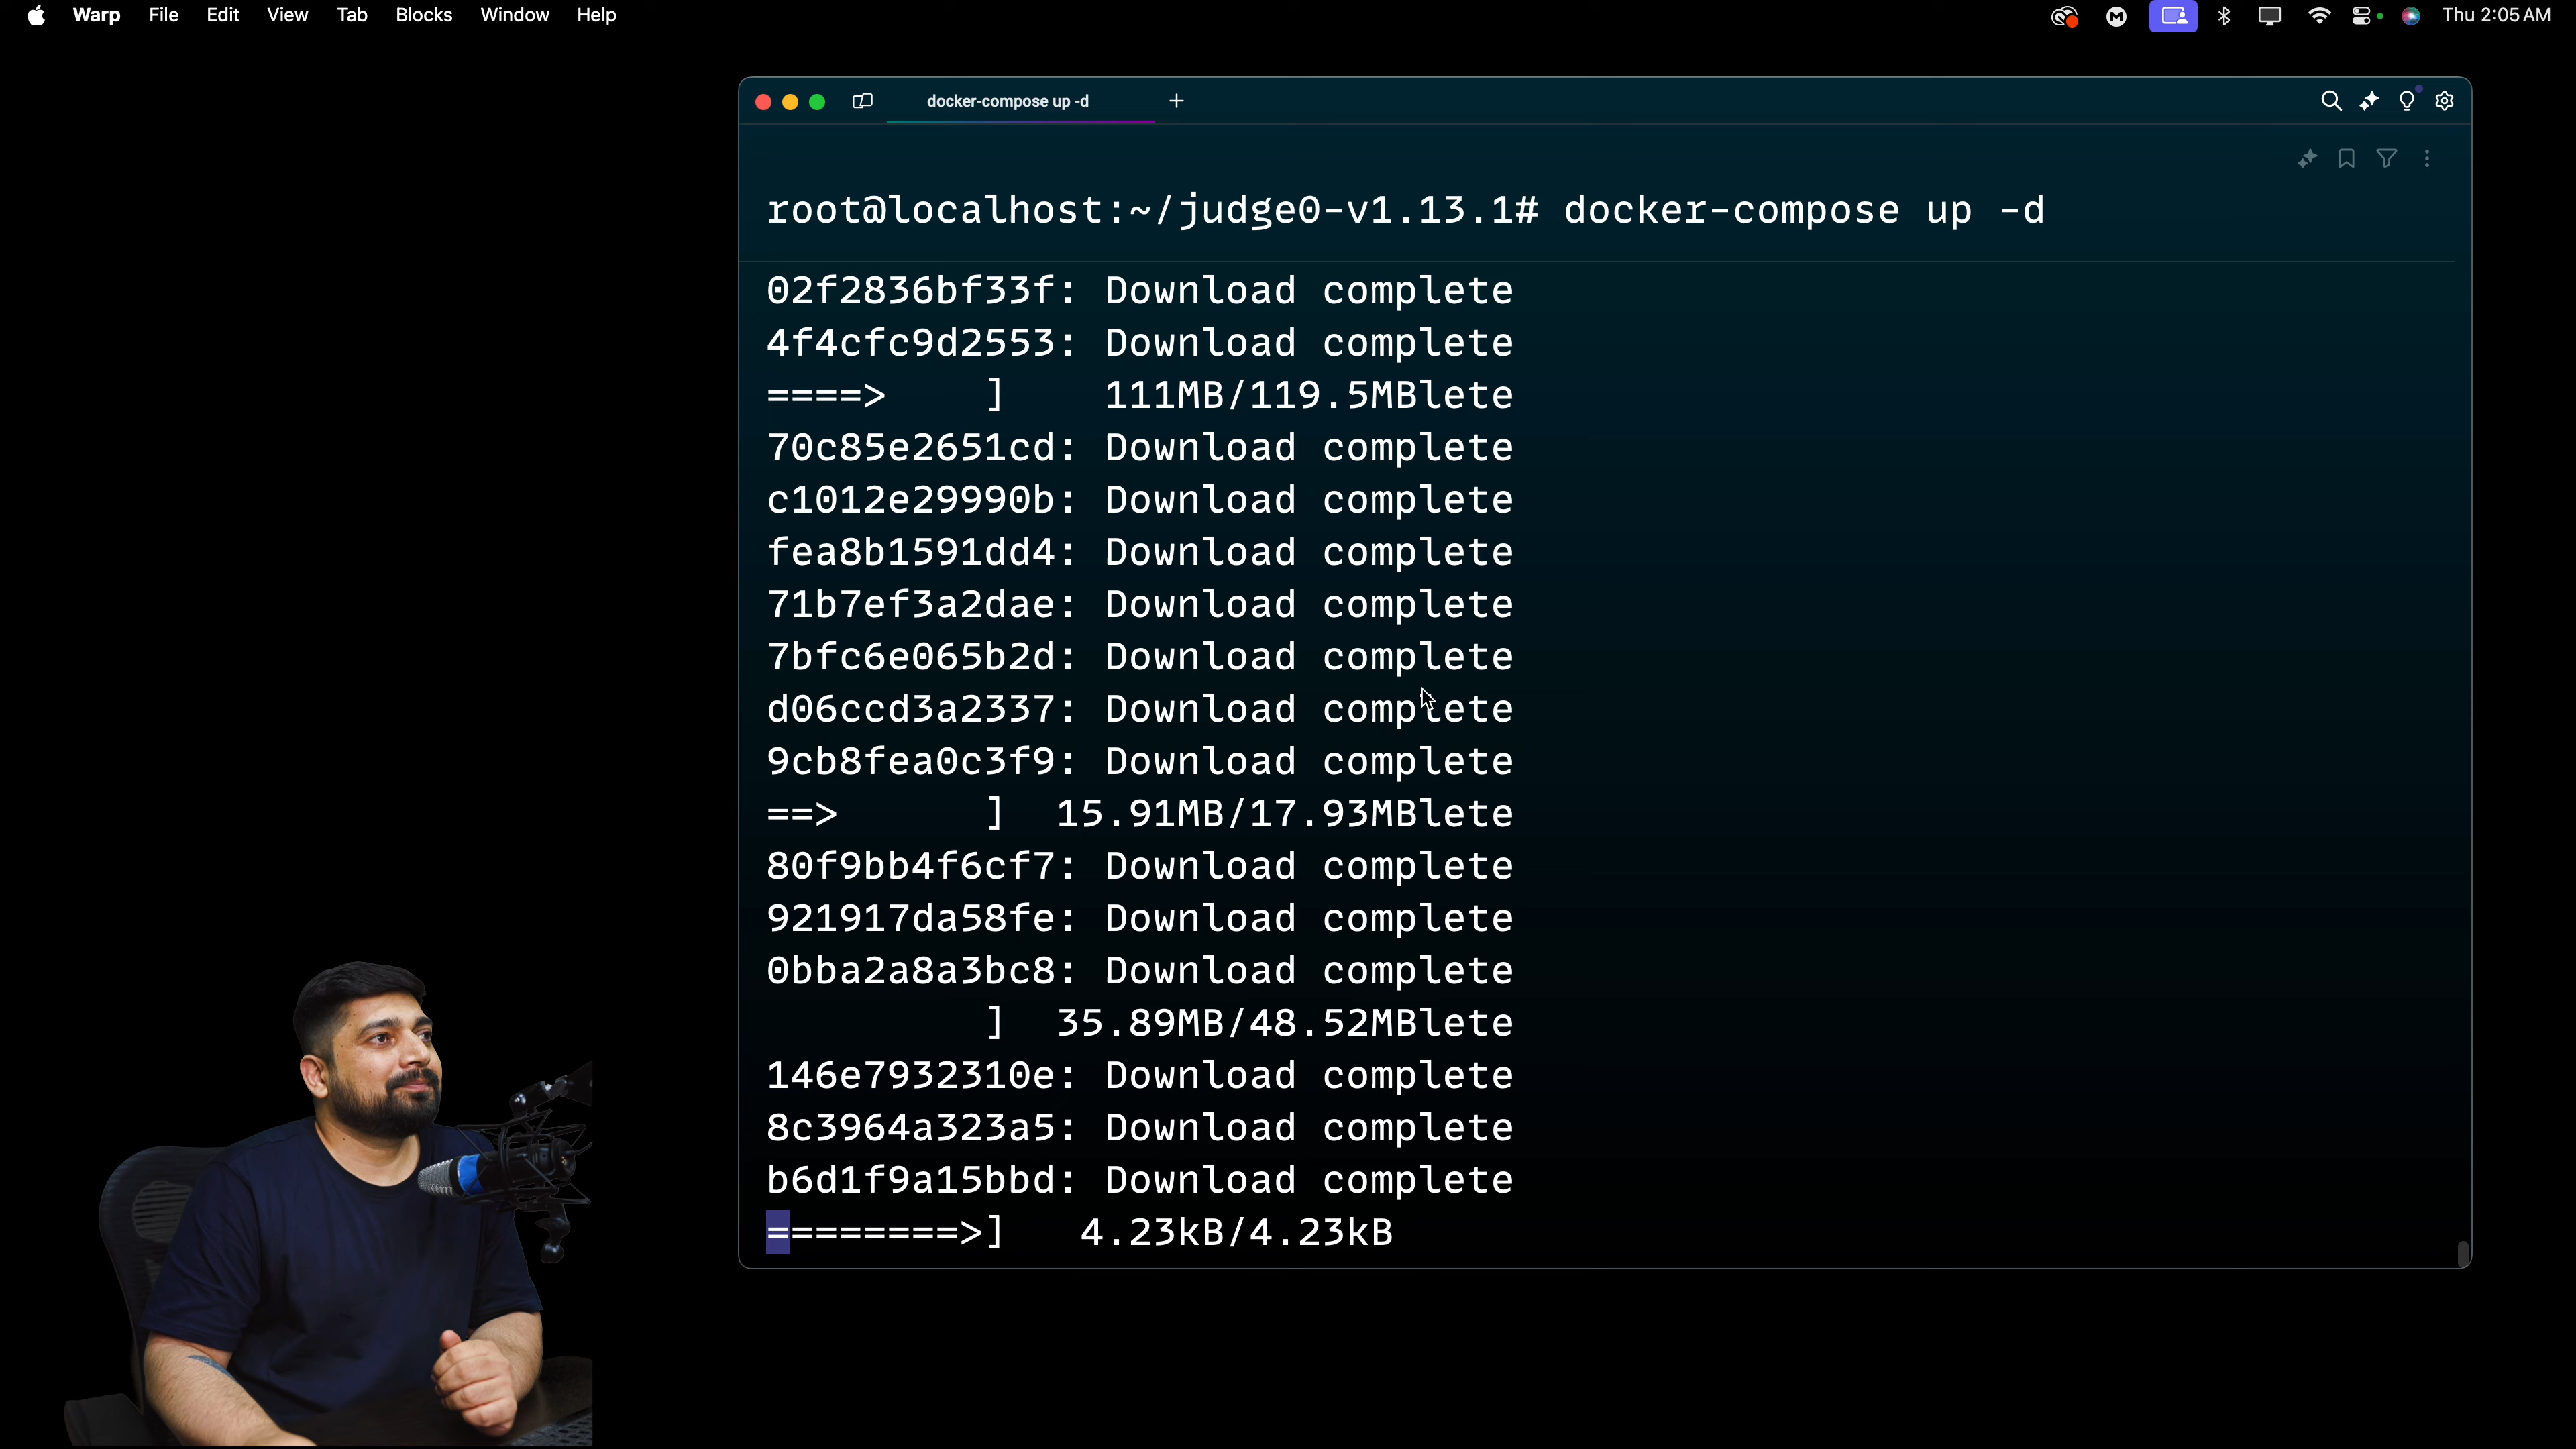 Warp File Edit View Tab Blocks Window Help Thu 2:05 AM
docker-compose up -d
root@localhost:~/judge0-v1.13.1# docker-compose up -d
02f2836bf33f: Download complete
4f4cfc9d2553: Download complete
====> ] 111MB/119.5MBlete
70c85e2651cd: Download complete
c1012e29990b: Download complete
fea8b1591dd4: Download complete
71b7ef3a2dae: Download complete
7bfc6e065b2d: Download complete
d06ccd3a2337: Download complete
9cb8fea0c3f9: Download complete
==> ] 15.91MB/17.93MBlete
80f9bb4f6cf7: Download complete
921917da58fe: Download complete
0bba2a8a3bc8: Download complete
] 35.89MB/48.52MBlete
146e7932310e: Download complete
8c3964a323a5: Download complete
b6d1f9a15bbd: Download complete
========>] 4.23kB/4.23kB